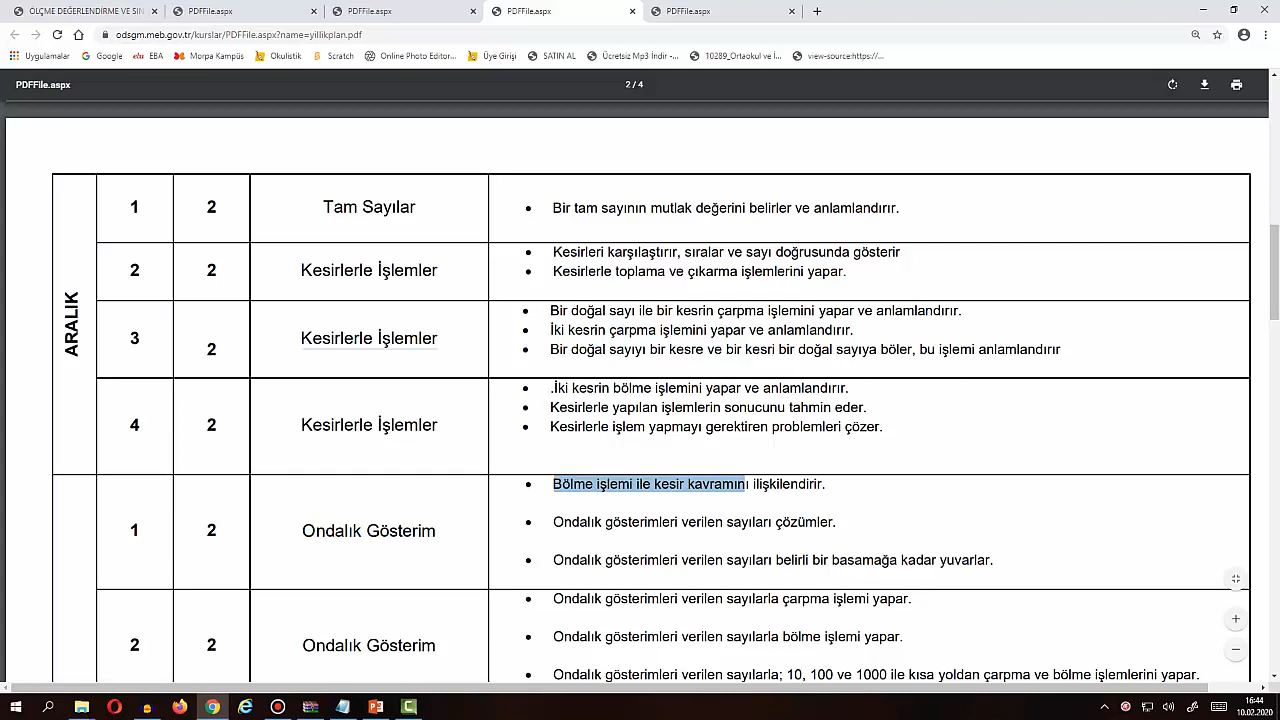 ÖLÇME DEĞERLENDİRME VE SIN
PDFFile.aspx
PDFFile.aspx
PDFFile.aspx
PDFFile.aspx
odsgm.meb.gov.tr/kurslar/PDFFile.aspx?name=yillikplan.pdf
Uygulamalar
Google
EBA
Morpa Kampüs
Okulistik
Scratch
Online Photo Editor...
Üye Girişi
SATIN AL
Ücretsiz Mp3 İndir -...
10289_Ortaokul ve İ...
view-source:https://...
PDFFile.aspx
2 / 4
ARALIK
1
2
Tam Sayılar
• Bir tam sayının mutlak değerini belirler ve anlamlandırır.
2
2
Kesirlerle İşlemler
• Kesirleri karşılaştırır, sıralar ve sayı doğrusunda gösterir
• Kesirlerle toplama ve çıkarma işlemlerini yapar.
3
2
Kesirlerle İşlemler
• Bir doğal sayı ile bir kesrin çarpma işlemini yapar ve anlamlandırır.
• İki kesrin çarpma işlemini yapar ve anlamlandırır.
• Bir doğal sayıyı bir kesre ve bir kesri bir doğal sayıya böler, bu işlemi anlamlandırır
4
2
Kesirlerle İşlemler
• .İki kesrin bölme işlemini yapar ve anlamlandırır.
• Kesirlerle yapılan işlemlerin sonucunu tahmin eder.
• Kesirlerle işlem yapmayı gerektiren problemleri çözer.
1
2
Ondalık Gösterim
• Bölme işlemi ile kesir kavramını ilişkilendirir.
• Ondalık gösterimleri verilen sayıları çözümler.
• Ondalık gösterimleri verilen sayıları belirli bir basamağa kadar yuvarlar.
2
2
Ondalık Gösterim
• Ondalık gösterimleri verilen sayılarla çarpma işlemi yapar.
• Ondalık gösterimleri verilen sayılarla bölme işlemi yapar.
• Ondalık gösterimleri verilen sayılarla; 10, 100 ve 1000 ile kısa yoldan çarpma ve bölme işlemlerini yapar.
16:44
10.02.2020